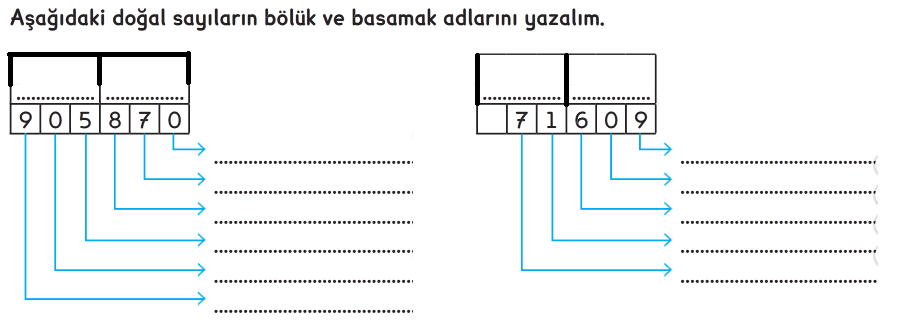 Aşağıdaki doğal sayıların bölük ve basamak adlarını yazalım.
9 0 5 8 7 0
7 1 6 0 9